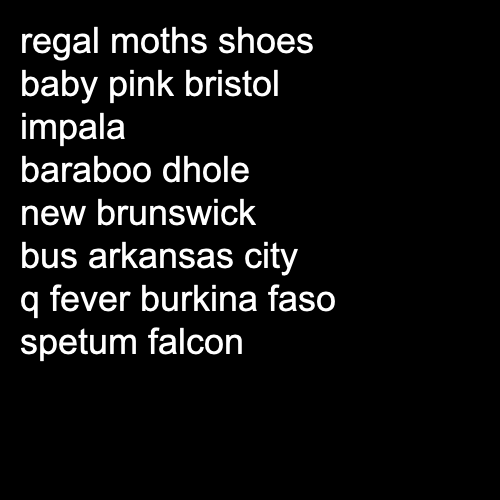 regal moths shoes
baby pink bristol
impala
baraboo dhole
new brunswick
bus arkansas city
q fever burkina faso
spetum falcon